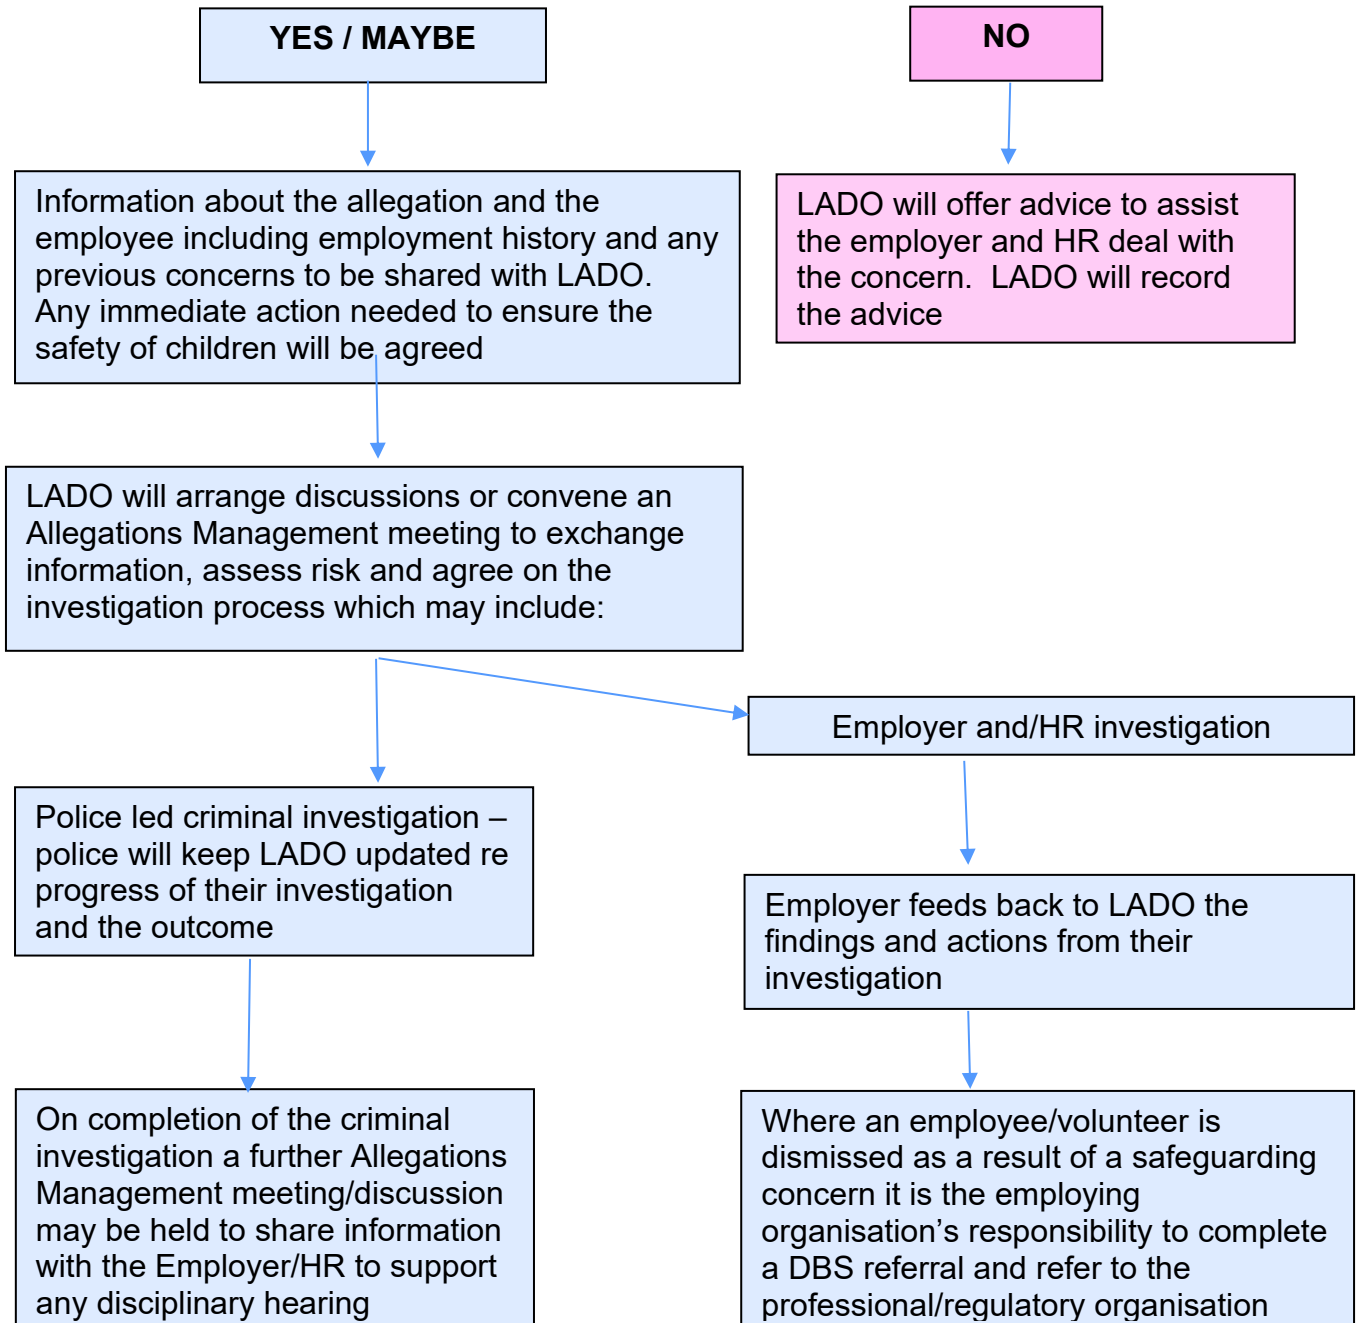 YES / MAYBE
NO
Information about the allegation and the
employee including employment history and any
previous concerns to be shared with LADO.
Any immediate action needed to ensure the
safety of children will be agreed
LADO will offer advice to assist
the employer and HR deal with
the concern.  LADO will record
the advice
LADO will arrange discussions or convene an
Allegations Management meeting to exchange
information, assess risk and agree on the
investigation process which may include:
Employer and/HR investigation
Police led criminal investigation –
police will keep LADO updated re
progress of their investigation
and the outcome
Employer feeds back to LADO the
findings and actions from their
investigation
On completion of the criminal
investigation a further Allegations
Management meeting/discussion
may be held to share information
with the Employer/HR to support
any disciplinary hearing
Where an employee/volunteer is
dismissed as a result of a safeguarding
concern it is the employing
organisation’s responsibility to complete
a DBS referral and refer to the
professional/regulatory organisation